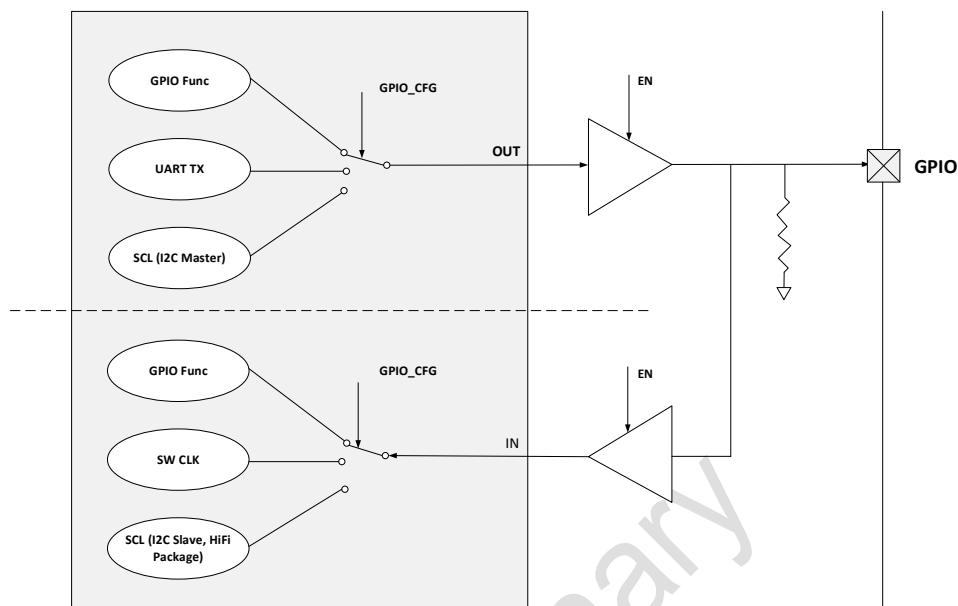 GPIO Func
GPIO_CFG
EN
UART TX
OUT
GPIO
SCL (I2C Master)
GPIO Func
GPIO_CFG
EN
SW CLK
IN
SCL (I2C Slave, HiFi
Package)